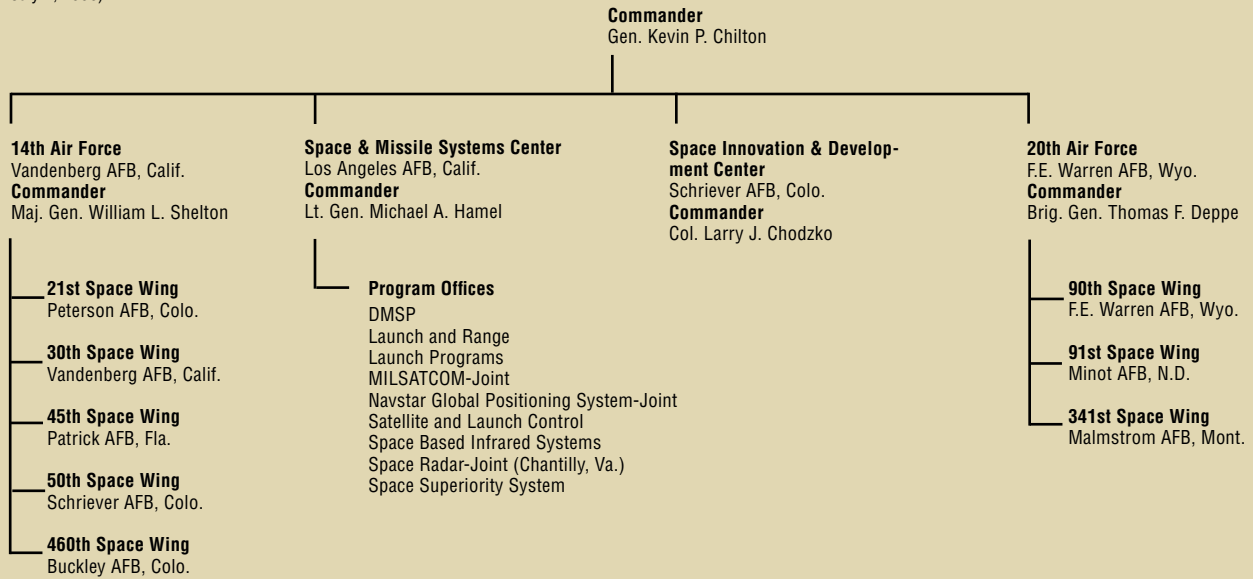 Commander
Gen. Kevin P. Chilton
14th Air Force
Vandenberg AFB, Calif.
Commander
Maj. Gen. William L. Shelton
21st Space Wing
Peterson AFB, Colo.
30th Space Wing
Vandenberg AFB, Calif.
45th Space Wing
Patrick AFB, Fla.
50th Space Wing
Schriever AFB, Colo.
460th Space Wing
Buckley AFB, Colo.
Space & Missile Systems Center
Los Angeles AFB, Calif.
Commander
Lt. Gen. Michael A. Hamel
Program Offices
DMSP
Launch and Range
Launch Programs
MILSATCOM-Joint
Navstar Global Positioning System-Joint
Satellite and Launch Control
Space Based Infrared Systems
Space Radar-Joint (Chantilly, Va.)
Space Superiority System
Space Innovation & Develop-
ment Center
Schriever AFB, Colo.
Commander
Col. Larry J. Chodzko
20th Air Force
F.E. Warren AFB, Wyo.
Commander
Brig. Gen. Thomas F. Deppe
90th Space Wing
F.E. Warren AFB, Wyo.
91st Space Wing
Minot AFB, N.D.
341st Space Wing
Malmstrom AFB, Mont.